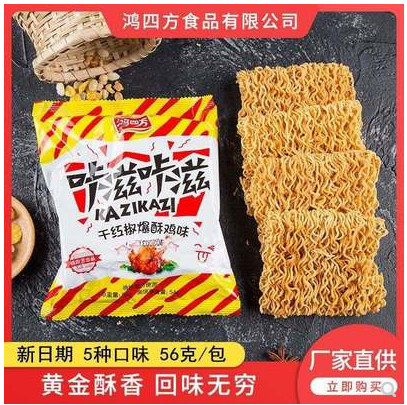 鸿四方食品有限公司
鸿四方
咔滋咔滋
KAZIKAZI
干红椒爆酥鸡味
新日期 5种口味 56克/包
厂家直供
黄金酥香 回味无穷
立即购买